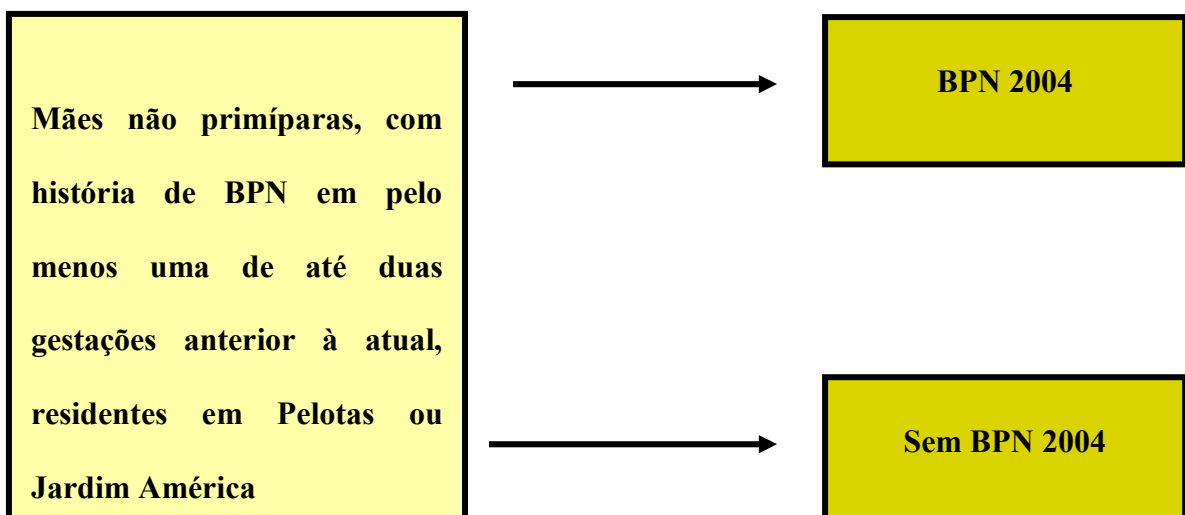 Mães não primíparas, com
história de BPN em pelo
menos uma de até duas
gestações anterior à atual,
residentes em Pelotas ou
Jardim América
BPN 2004
Sem BPN 2004